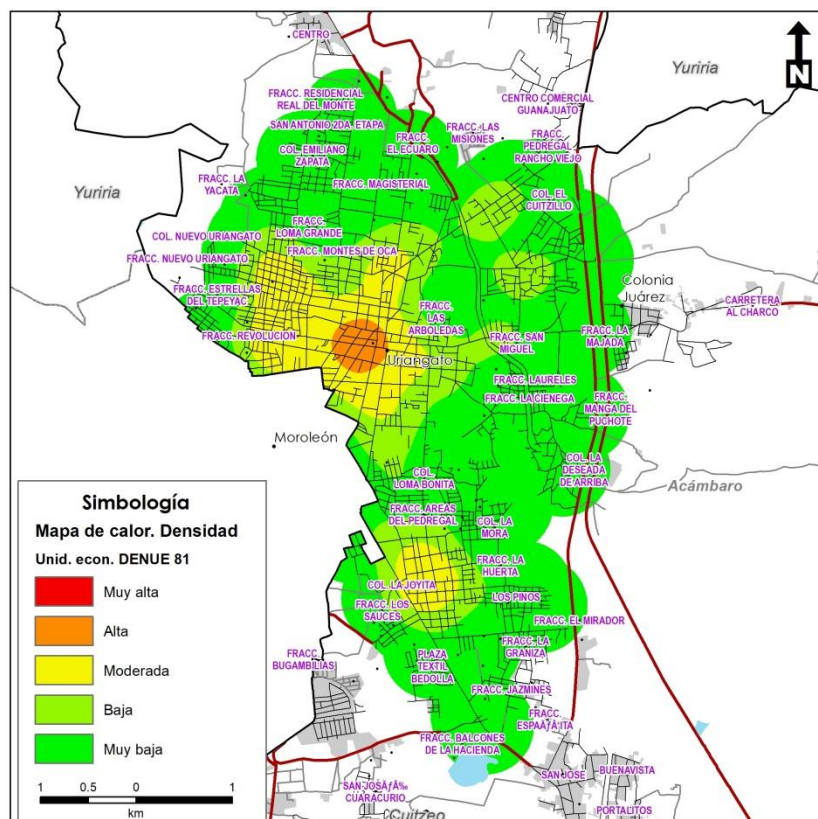 CENTRO
N
Yuriria
FRACC. RESIDENCIAL
REAL DEL MONTE
CENTRO COMERCIAL
GUANAJUATO
SAN ANTONIO 2DA. ETAPA
FRACC.
EL ECUARO
FRACC. LAS
MISIONES
FRACC.
PEDREGAL
RANCHO VIEJO
COL. EMILIANO
ZAPATA
FRACC. LA
YACATA
FRACC. MAGISTERIAL
Yuriria
COL. EL
CUITZILLO
FRACC.
LOMA GRANDE
COL. NUEVO URIANGATO
FRACC. MONTES DE OCA
FRACC. NUEVO URIANGATO
FRACC. ESTRELLAS
DEL TEPEYAC
Colonia
Juárez
CARRETERA
AL CHARCO
FRACC.
LAS
ARBOLEDAS
FRACC. REVOLUCIÓN
FRACC. SAN
MIGUEL
FRACC. LA
MAJADA
Uriangato
FRACC. LAURELES
FRACC. LA CIENEGA
FRACC.
MANGA DEL
PUCHOTE
Moroleón
COL. LA
DESEADA
DE ARRIBA
Acámbaro
COL.
LOMA BONITA
FRACC. AREAS
DEL PEDREGAL
COL. LA
MORA
FRACC. LA
HUERTA
COL. LA JOYITA
LOS PINOS
FRACC. LOS
SAUCES
FRACC. EL MIRADOR
FRACC. LA
GRANIZA
FRACC.
BUGAMBILIAS
PLAZA
TEXTIL
BEDOLLA
FRACC. JAZMINES
FRACC.
ESPAÃƒÂ'ITA
FRACC. BALCONES
DE LA HACIENDA
SAN JOSE
BUENAVISTA
SAN JOSÃƒÂ‰
CUARACURIO
PORTALITOS
Cuitzeo
Simbología
Mapa de calor. Densidad
Unid. econ. DENUE 81
Muy alta
Alta
Moderada
Baja
Muy baja
1 0.5 0 1
km